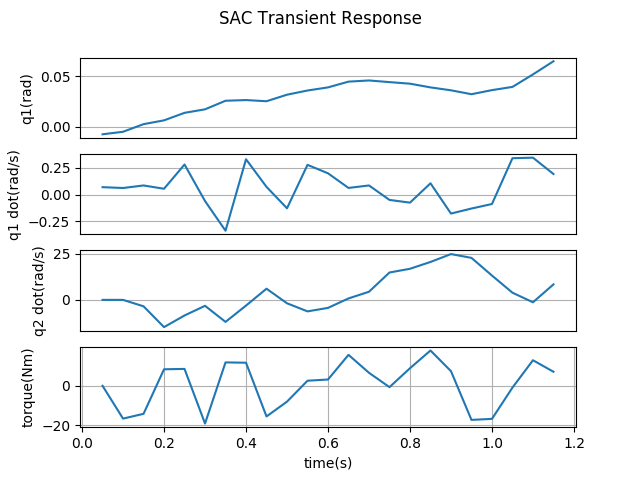 SAC Transient Response
q1(rad)
0.05
0.00
q1 dot(rad/s)
0.25
0.00
−0.25
q2 dot(rad/s)
25
0
torque(Nm)
0
−20
0.0 0.2 0.4 0.6 0.8 1.0 1.2
time(s)